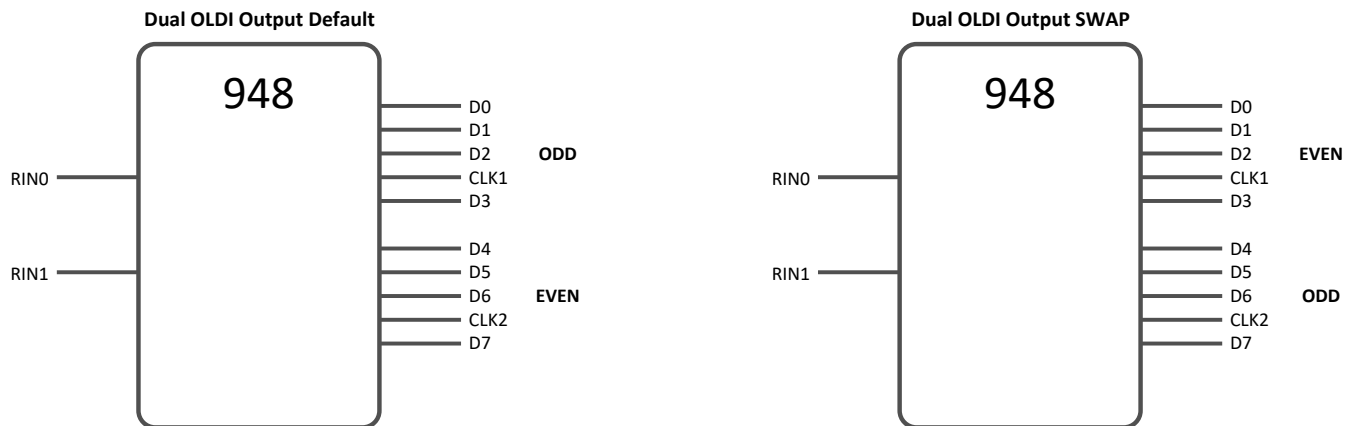 Dual OLDI Output Default
948
D0
D1
D2
ODD
RIN0
CLK1
D3
D4
RIN1
D5
D6
EVEN
CLK2
D7
Dual OLDI Output SWAP
948
D0
D1
D2
EVEN
RIN0
CLK1
D3
D4
RIN1
D5
D6
ODD
CLK2
D7